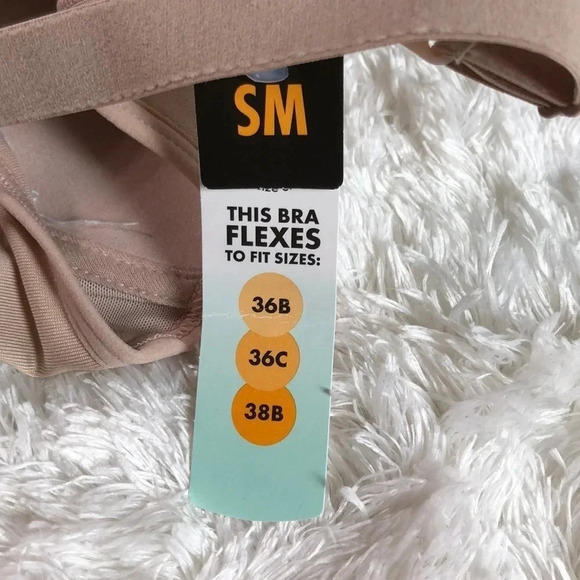 SM
THIS BRA
FLEXES
TO FIT SIZES:
36B
36C
38B